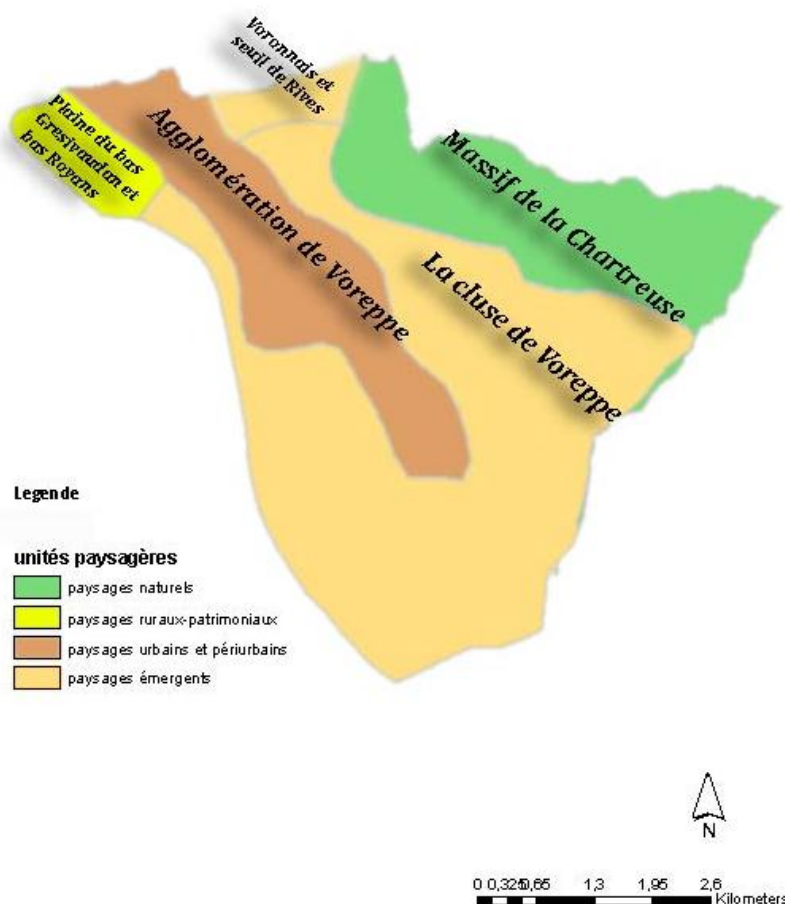 Voronnais et
seuil de Rives
Plaine du bas
Gresivaudan et
bas Royans
Agglomération de Voreppe
Massif de la Chartreuse
La cluse de Voreppe
Legende
unités paysagères
paysages naturels
paysages ruraux-patrimoniaux
paysages urbains et périurbains
paysages émergents
N
0 0,325 0,65 1,3 1,95 2,6
Kilometers